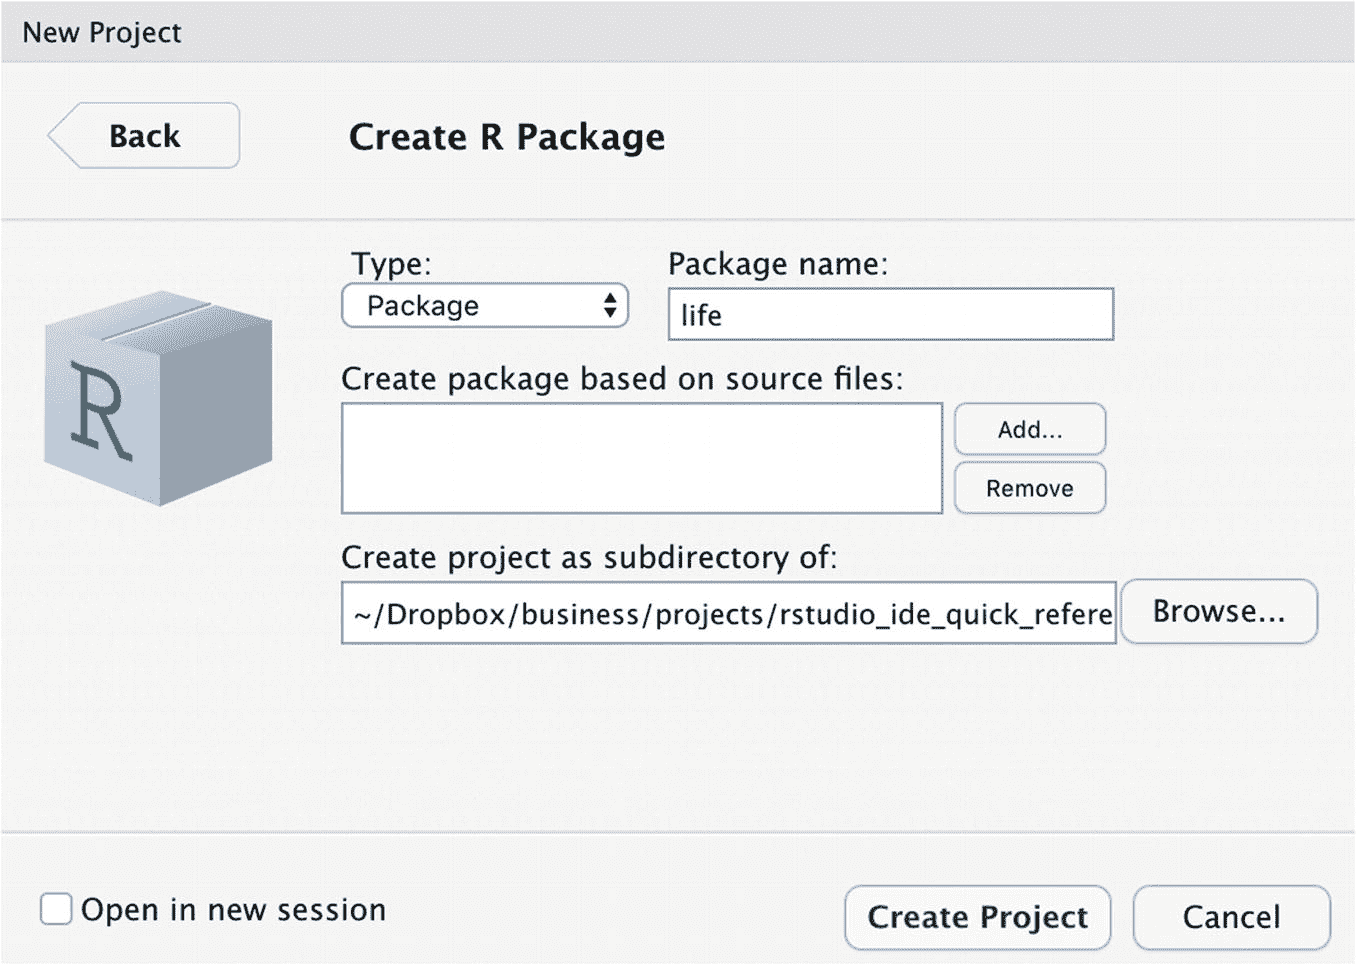 New Project
Back
Create R Package
Type:
Package name:
Package
life
R
Create package based on source files:
Add...
Remove
Create project as subdirectory of:
~/Dropbox/business/projects/rstudio_ide_quick_refere
Browse...
Open in new session
Create Project
Cancel